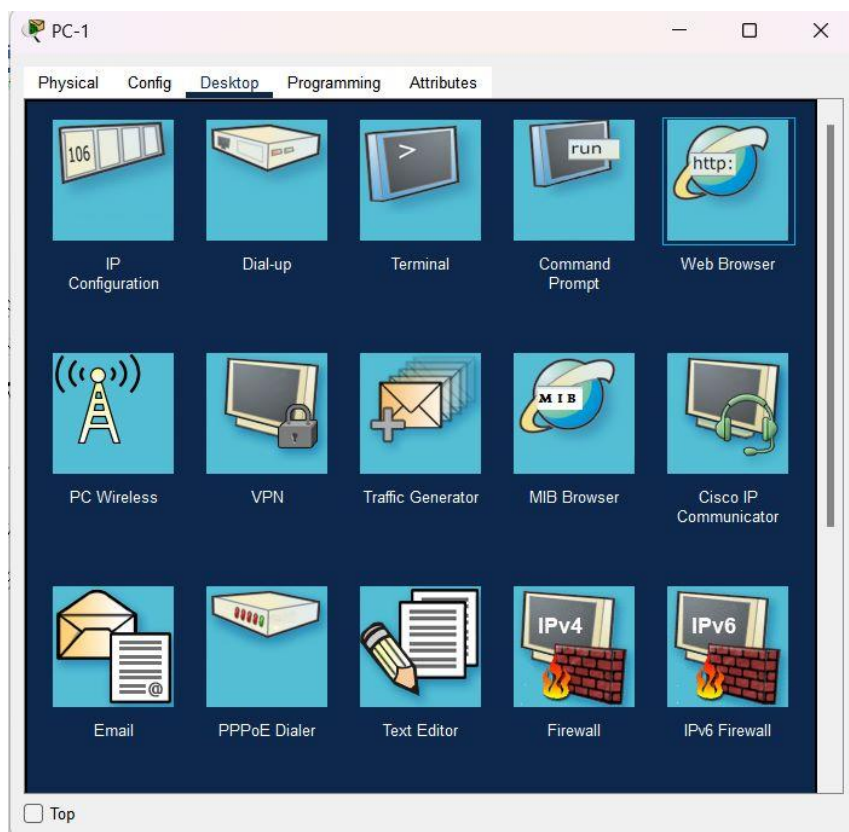 PC-1
Physical Config Desktop Programming Attributes
106
>
run
http:
IP
Configuration
Dial-up
Terminal
Command
Prompt
Web Browser
MIB
PC Wireless
VPN
Traffic Generator
MIB Browser
Cisco IP
Communicator
@
IPv4
IPv6
Email
PPPoE Dialer
Text Editor
Firewall
IPv6 Firewall
Top